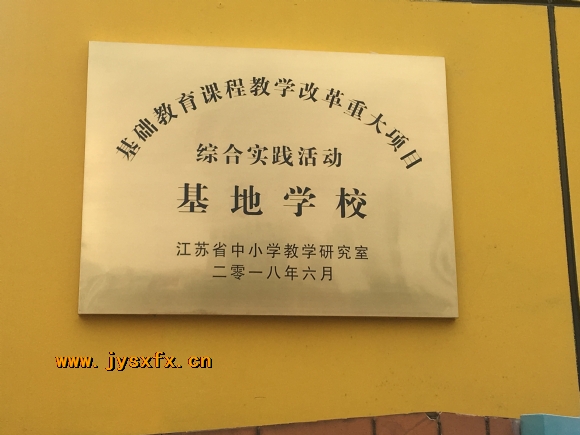 基础教育课程教学改革重大项目
综合实践活动
基地学校
江苏省中小学教学研究室
二零一八年六月
www.jysxfx.cn